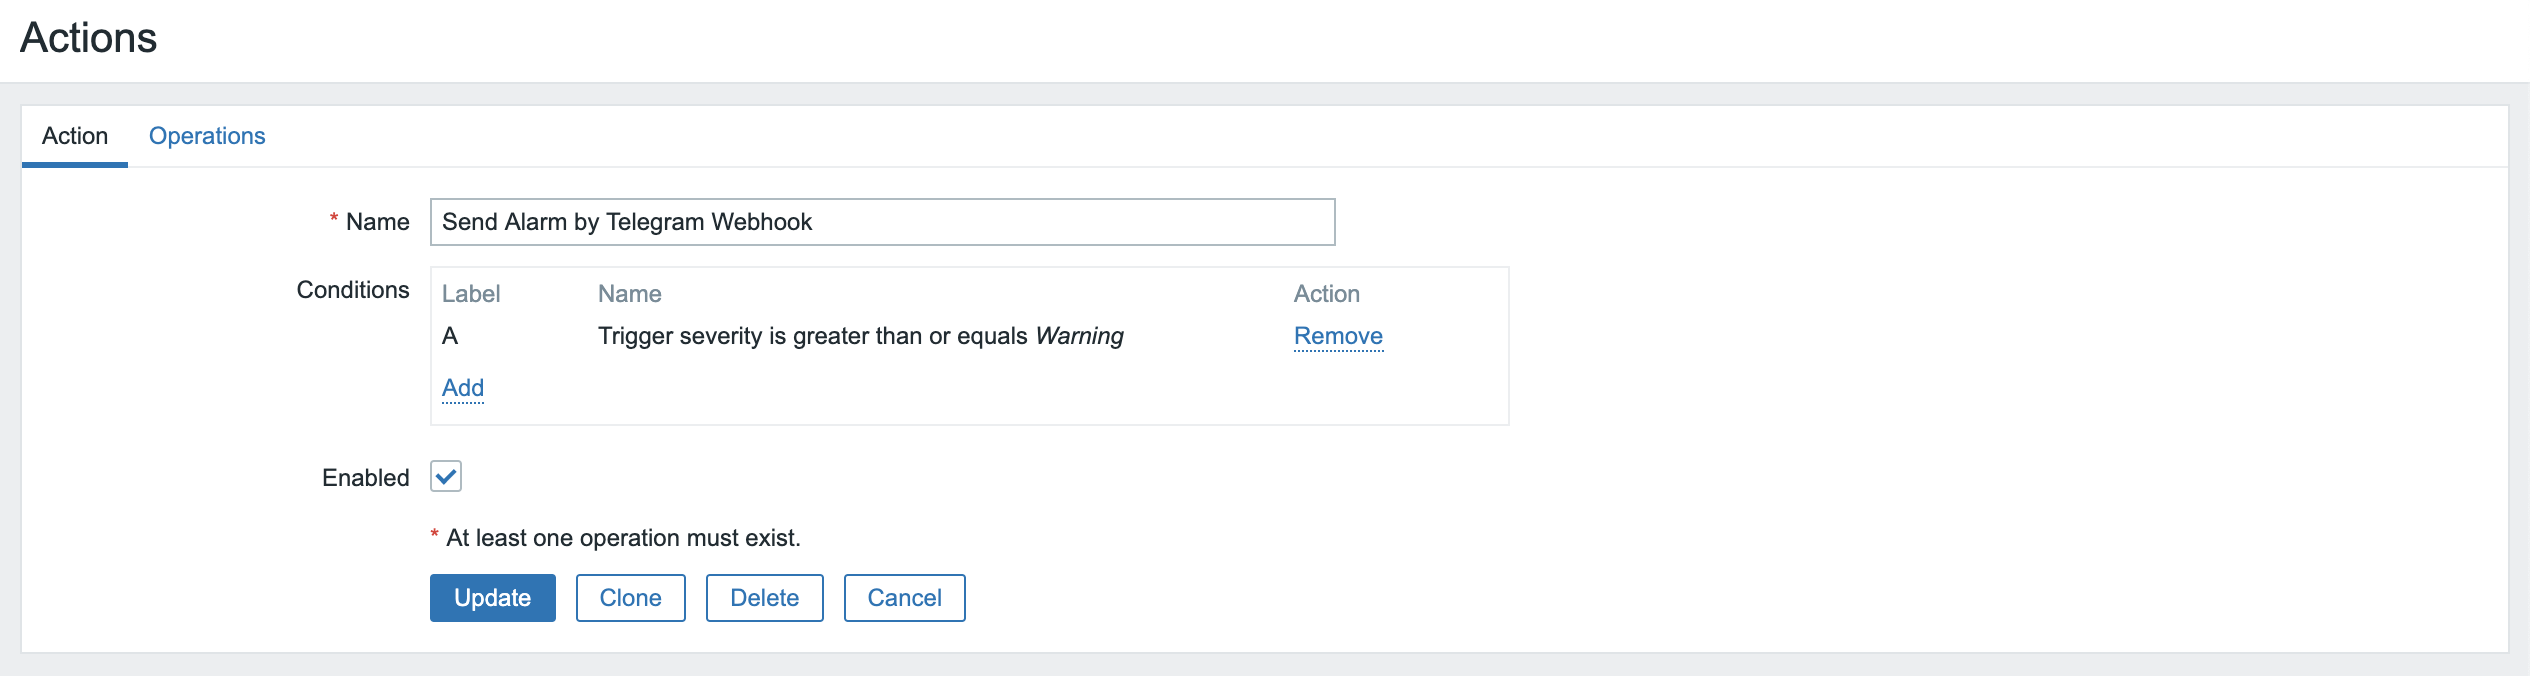 Actions
Action Operations
* Name Send Alarm by Telegram Webhook
Conditions Label Name Action
A Trigger severity is greater than or equals Warning Remove
Add
Enabled
* At least one operation must exist.
Update Clone Delete Cancel